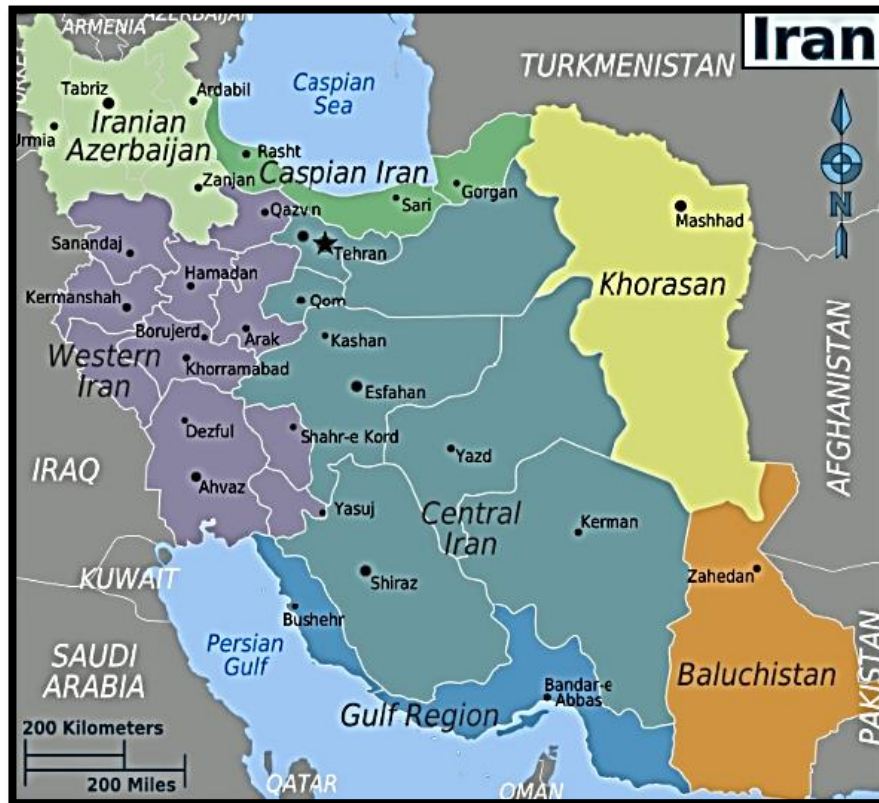 Iran
ARMENIA
AZERBAIJAN
TURKEY
TURKMENISTAN
Caspian
Sea
Tabriz
Ardabil
Urmia
Iranian
Azerbaijan
Rasht
Caspian Iran
Zanjan
Sari
Gorgan
Mashhad
N
Qazvin
Tehran
Sanandaj
Hamadan
Khorasan
Kermanshah
Qom
Borujerd
Arak
Kashan
Western
Iran
Khorramabad
Esfahan
AFGHANISTAN
Dezful
Shahr-e Kord
Yazd
IRAQ
Ahvaz
Yasuj
Central
Iran
Kerman
KUWAIT
Shiraz
Zahedan
Bushehr
Persian
Gulf
SAUDI
ARABIA
Baluchistan
PAKISTAN
Bandar-e
Abbas
Gulf Region
200 Kilometers
200 Miles
QATAR
OMAN